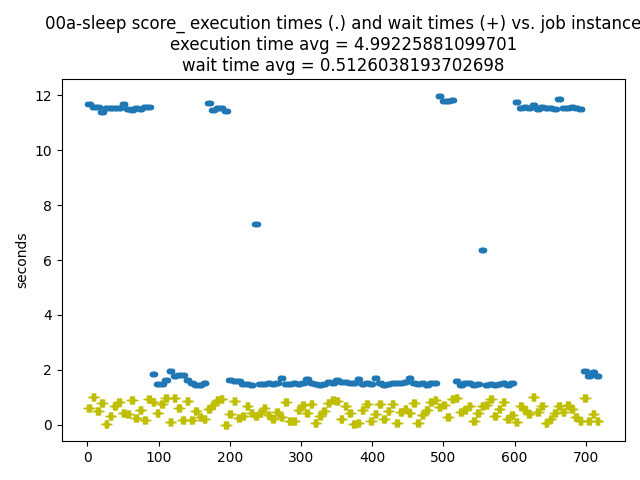 00a-sleep score_ execution times (.) and wait times (+) vs. job instance
execution time avg = 4.99225881099701
wait time avg = 0.5126038193702698
12
10
8
6
4
2
0
seconds
0 100 200 300 400 500 600 700